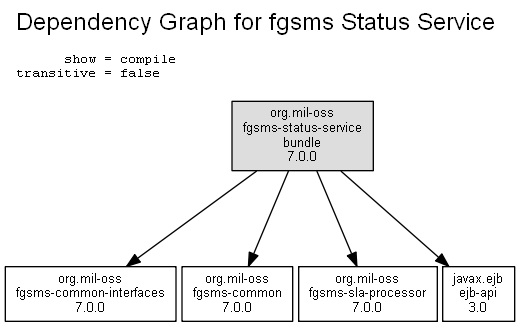 Dependency Graph for fgsms Status Service
show = compile
transitive = false
org.mil-oss
fgsms-status-service
bundle
7.0.0
org.mil-oss
fgsms-common-interfaces
7.0.0
org.mil-oss
fgsms-common
7.0.0
org.mil-oss
fgsms-sla-processor
7.0.0
javax.ejb
ejb-api
3.0